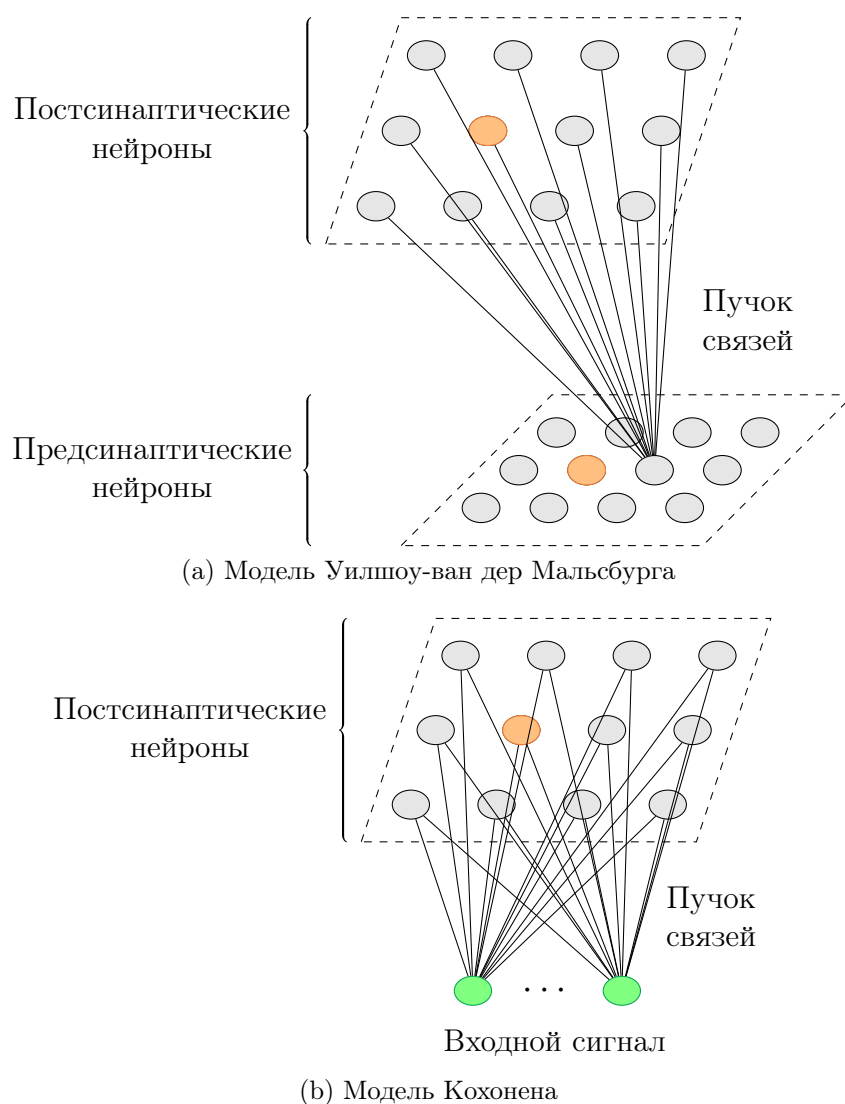 Постсинаптические
нейроны
Пучок
связей
Предсинаптические
нейроны
(a) Модель Уилшоу-ван дер Мальсбурга
Постсинаптические
нейроны
Пучок
связей
. . .
Входной сигнал
(b) Модель Кохонена